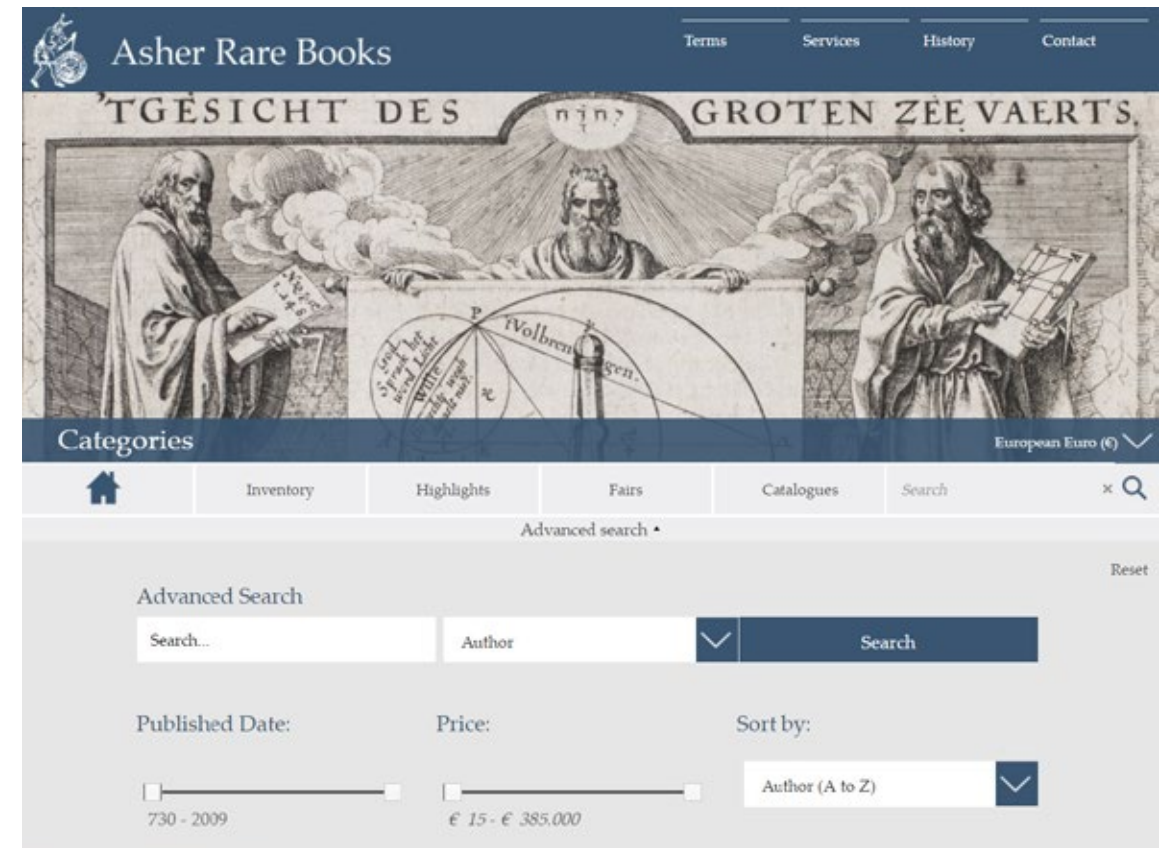 Asher Rare Books
Terms Services History Contact
'TGESICHT DES יהוה GROTEN ZEE VAERTS.
P
iVolbrengen.
Categories
European Euro (€)
Inventory Highlights Fairs Catalogues Search ×
Advanced search
Reset
Advanced Search
Search... Author Search
Published Date: Price: Sort by:
Author (A to Z)
730 - 2009 € 15 - € 385.000